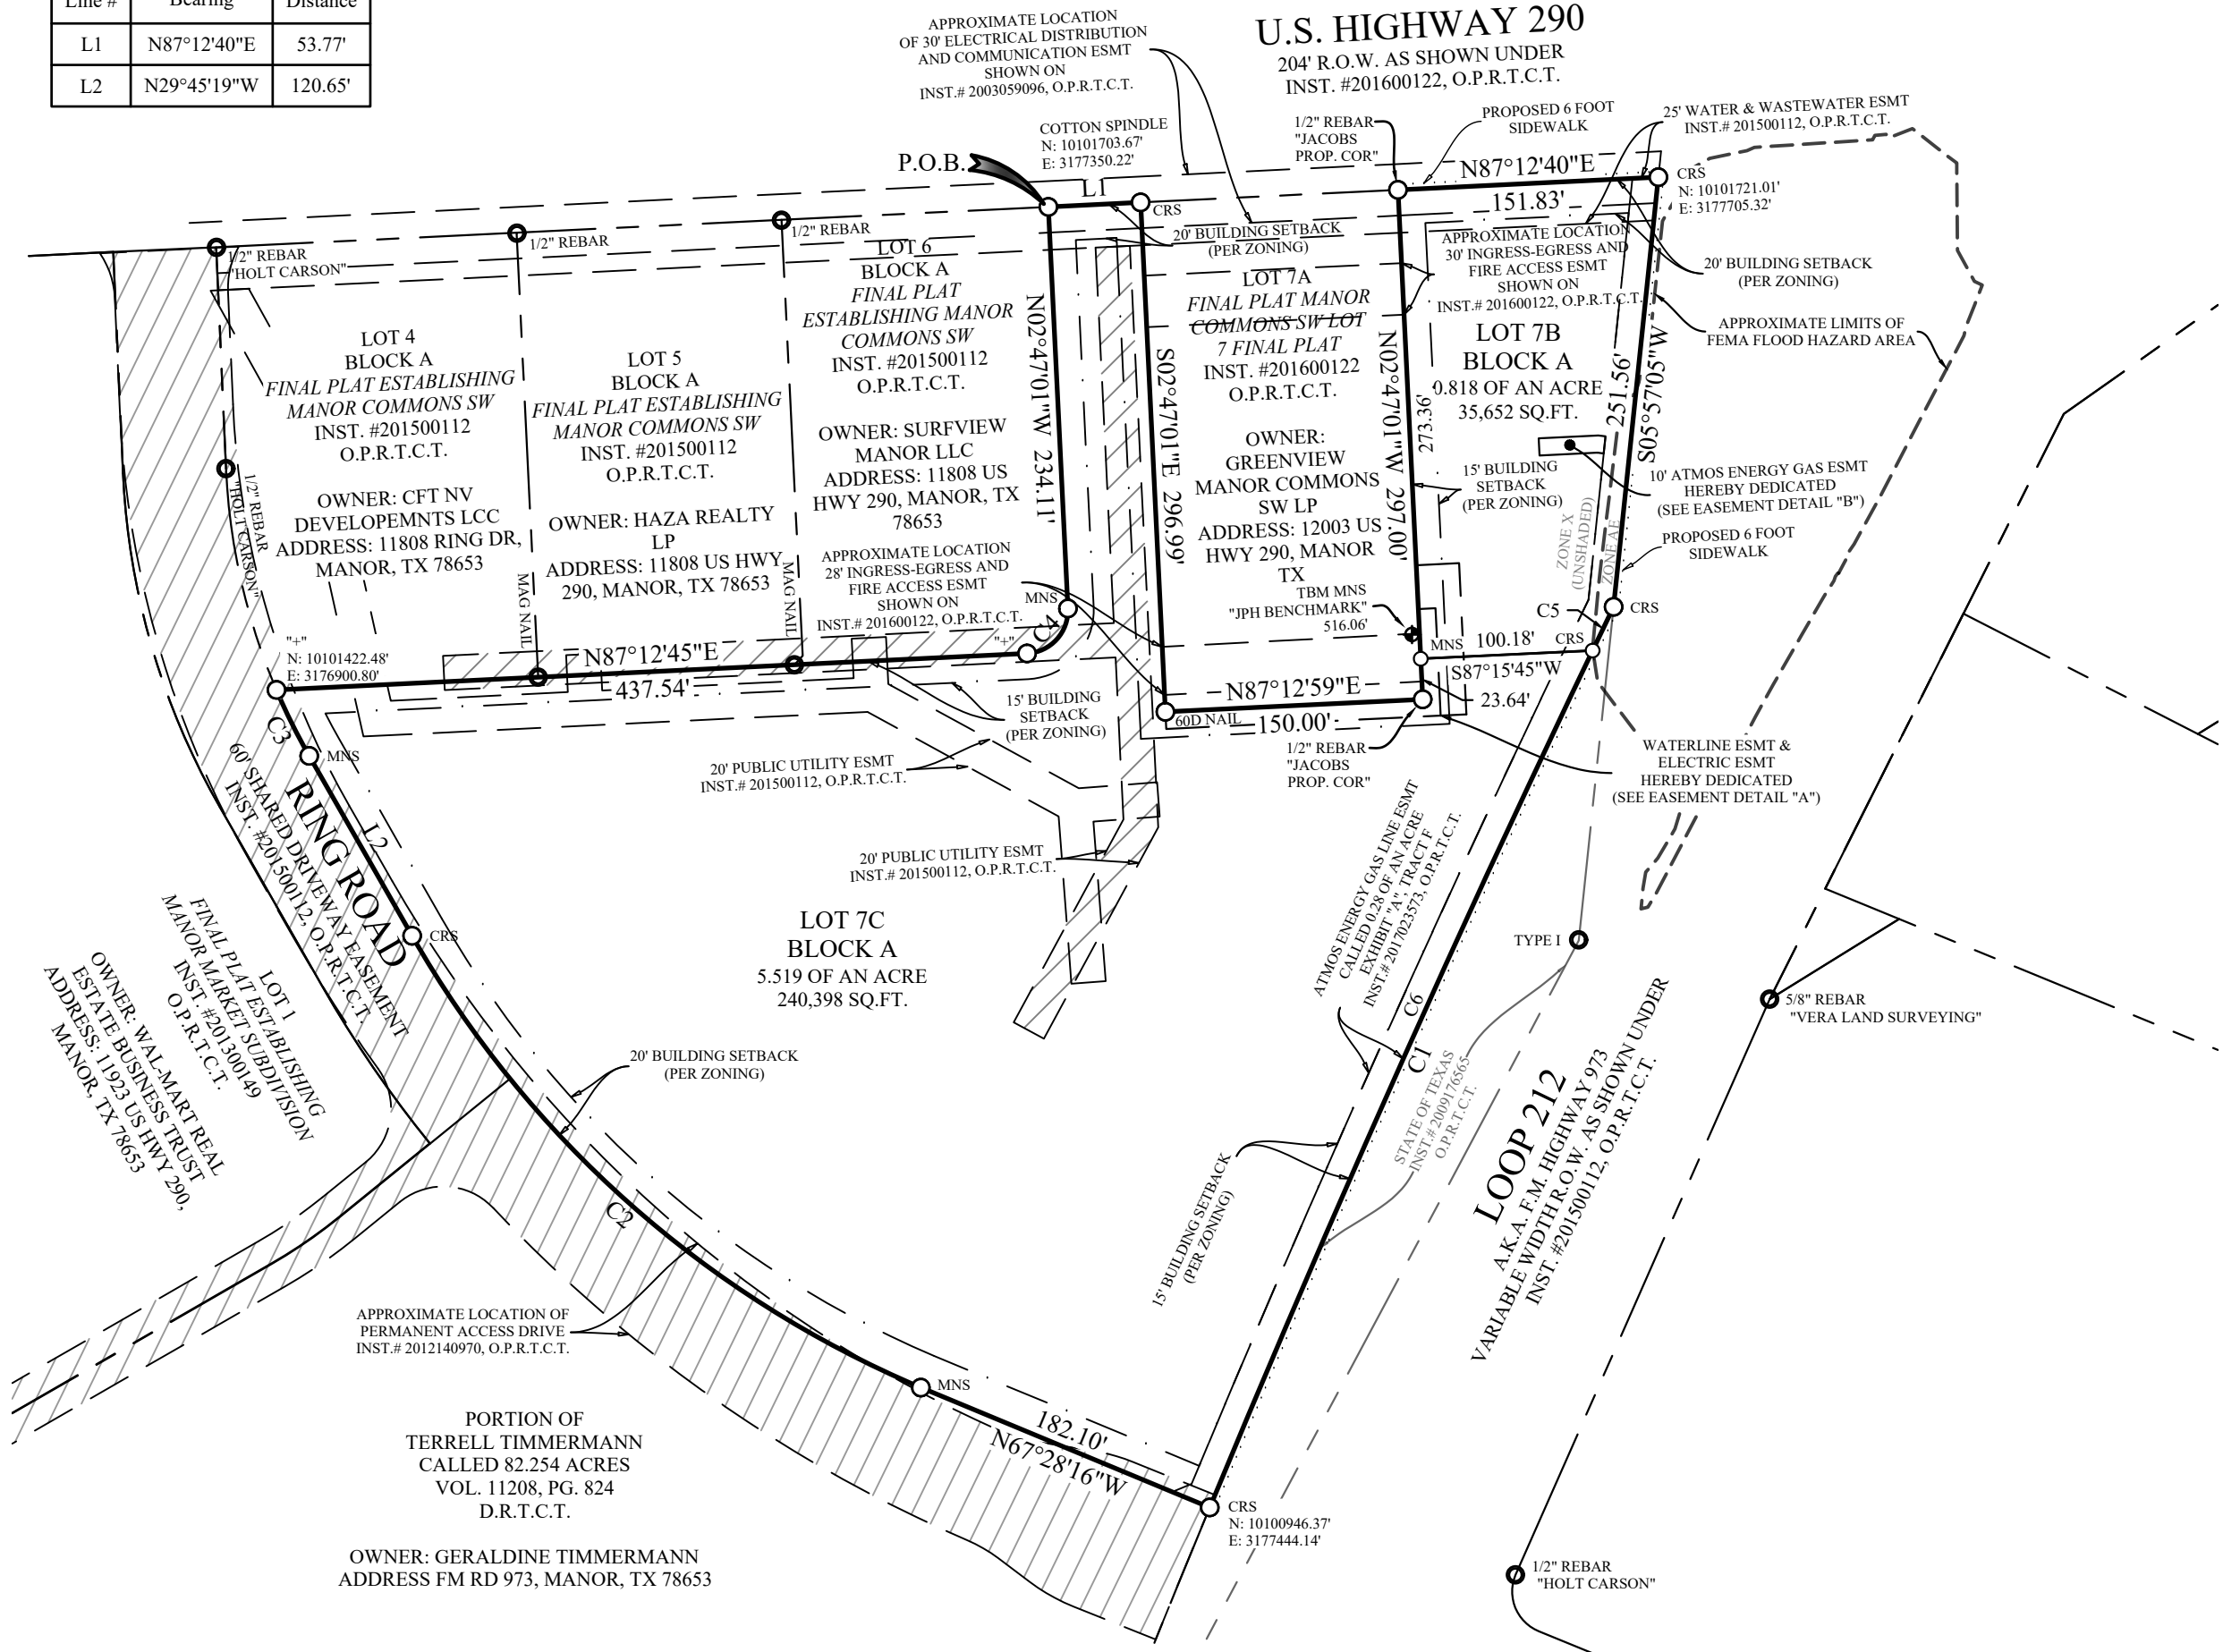 Line # Bearing Distance
L1 N87°12'40"E 53.77'
L2 N29°45'19"W 120.65'
APPROXIMATE LOCATION
OF 30' ELECTRICAL DISTRIBUTION
AND COMMUNICATION ESMT
SHOWN ON
INST.# 2003059096, O.P.R.T.C.T.
U.S. HIGHWAY 290
204' R.O.W. AS SHOWN UNDER
INST. #201600122, O.P.R.T.C.T.
COTTON SPINDLE
N: 10101703.67'
E: 3177350.22'
P.O.B.
L1
CRS
1/2" REBAR
"JACOBS
PROP. COR"
PROPOSED 6 FOOT
SIDEWALK
25' WATER & WASTEWATER ESMT
INST.# 201500112, O.P.R.T.C.T.
N87°12'40"E
151.83'
CRS
N: 10101721.01'
E: 3177705.32'
1/2" REBAR
"HOLT CARSON"
1/2" REBAR
1/2" REBAR
20' BUILDING SETBACK
(PER ZONING)
APPROXIMATE LOCATION
30' INGRESS-EGRESS AND
FIRE ACCESS ESMT
SHOWN ON
INST.# 201600122, O.P.R.T.C.T.
20' BUILDING SETBACK
(PER ZONING)
APPROXIMATE LIMITS OF
FEMA FLOOD HAZARD AREA
LOT 4
BLOCK A
FINAL PLAT ESTABLISHING
MANOR COMMONS SW
INST. #201500112
O.P.R.T.C.T.
OWNER: CFT NV
DEVELOPEMNTS LCC
ADDRESS: 11808 RING DR,
MANOR, TX 78653
1/2" REBAR
"HOLT CARSON"
LOT 5
BLOCK A
FINAL PLAT ESTABLISHING
MANOR COMMONS SW
INST. #201500112
O.P.R.T.C.T.
OWNER: HAZA REALTY
LP
ADDRESS: 11808 US HWY
290, MANOR, TX 78653
MAG NAIL
MAG NAIL
LOT 6
BLOCK A
FINAL PLAT
ESTABLISHING MANOR
COMMONS SW
INST. #201500112
O.P.R.T.C.T.
OWNER: SURFVIEW
MANOR LLC
ADDRESS: 11808 US
HWY 290, MANOR, TX
78653
APPROXIMATE LOCATION
28' INGRESS-EGRESS AND
FIRE ACCESS ESMT
SHOWN ON
INST.# 201600122, O.P.R.T.C.T.
N02°47'01"W 234.11'
MNS
C4
"+"
S02°47'01"E 296.99'
LOT 7A
FINAL PLAT MANOR
COMMONS SW LOT
7 FINAL PLAT
INST. #201600122
O.P.R.T.C.T.
OWNER:
GREENVIEW
MANOR COMMONS
SW LP
ADDRESS: 12003 US
HWY 290, MANOR
TX
TBM MNS
"JPH BENCHMARK"
516.06'
N02°47'01"W 297.00'
273.36'
LOT 7B
BLOCK A
0.818 OF AN ACRE
35,652 SQ.FT.
251.56'
S05°57'05"W
15' BUILDING
SETBACK
(PER ZONING)
10' ATMOS ENERGY GAS ESMT
HEREBY DEDICATED
(SEE EASEMENT DETAIL "B")
PROPOSED 6 FOOT
SIDEWALK
ZONE X
(UNSHADED)
ZONE AE
C5
CRS
CRS
MNS
100.18'
S87°15'45"W
23.64'
"+"
N: 10101422.48'
E: 3176900.80'
N87°12'45"E
437.54'
N87°12'59"E
150.00'
60D NAIL
1/2" REBAR
"JACOBS
PROP. COR"
15' BUILDING
SETBACK
(PER ZONING)
20' PUBLIC UTILITY ESMT
INST.# 201500112, O.P.R.T.C.T.
20' PUBLIC UTILITY ESMT
INST.# 201500112, O.P.R.T.C.T.
WATERLINE ESMT &
ELECTRIC ESMT
HEREBY DEDICATED
(SEE EASEMENT DETAIL "A")
C3
MNS
L2
RING ROAD
60' SHARED DRIVEWAY EASEMENT
INST. #201500112, O.P.R.T.C.T.
CRS
LOT 1
FINAL PLAT ESTABLISHING
MANOR MARKET SUBDIVISION
INST. #201300149
O.P.R.T.C.T.
OWNER: WAL-MART REAL
ESTATE BUSINESS TRUST
ADDRESS: 11923 US HWY 290,
MANOR, TX 78653
LOT 7C
BLOCK A
5.519 OF AN ACRE
240,398 SQ.FT.
ATMOS ENERGY GAS LINE ESMT
CALLED 0.28 OF AN ACRE
EXHIBIT "A", TRACT F
INST.# 2017023573, O.P.R.T.C.T.
TYPE I
5/8" REBAR
"VERA LAND SURVEYING"
C6
C1
STATE OF TEXAS
INST.# 2009176565
O.P.R.T.C.T.
LOOP 212
A.K.A. F.M. HIGHWAY 973
VARIABLE WIDTH R.O.W. AS SHOWN UNDER
INST. #201500112, O.P.R.T.C.T.
20' BUILDING SETBACK
(PER ZONING)
C2
15' BUILDING SETBACK
(PER ZONING)
APPROXIMATE LOCATION OF
PERMANENT ACCESS DRIVE
INST.# 2012140970, O.P.R.T.C.T.
MNS
182.10'
N67°28'16"W
CRS
N: 10100946.37'
E: 3177444.14'
PORTION OF
TERRELL TIMMERMANN
CALLED 82.254 ACRES
VOL. 11208, PG. 824
D.R.T.C.T.
OWNER: GERALDINE TIMMERMANN
ADDRESS FM RD 973, MANOR, TX 78653
1/2" REBAR
"HOLT CARSON"